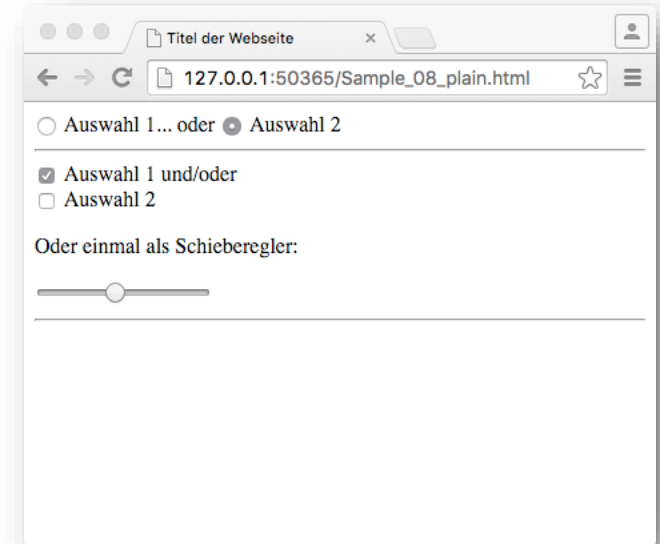 Titel der Webseite
127.0.0.1:50365/Sample_08_plain.html
Auswahl 1... oder Auswahl 2
Auswahl 1 und/oder
Auswahl 2
Oder einmal als Schieberegler: